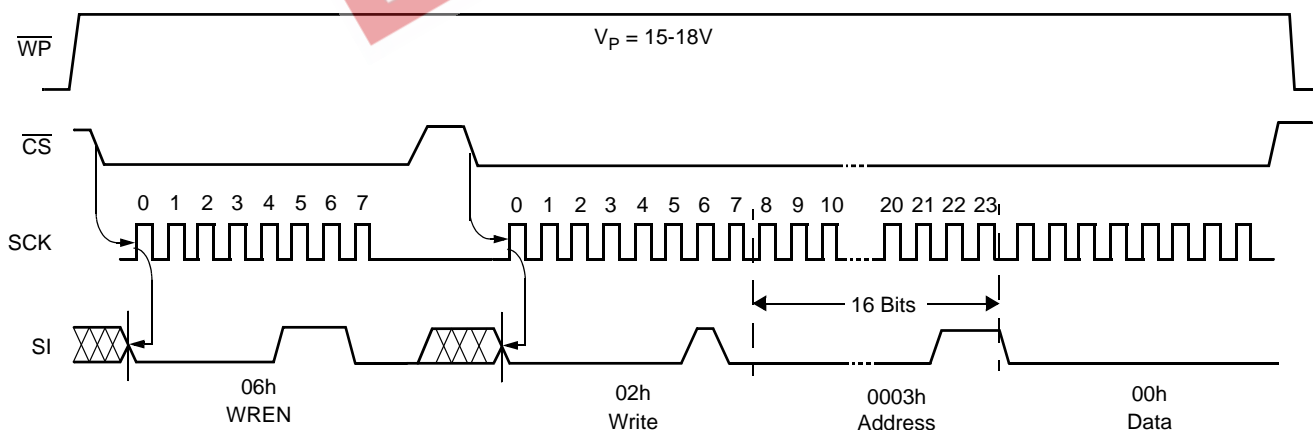 WP
V_P = 15-18V
CS
0 1 2 3 4 5 6 7 0 1 2 3 4 5 6 7 8 9 10 20 21 22 23
SCK
16 Bits
SI
06h
WREN
02h
Write
0003h
Address
00h
Data